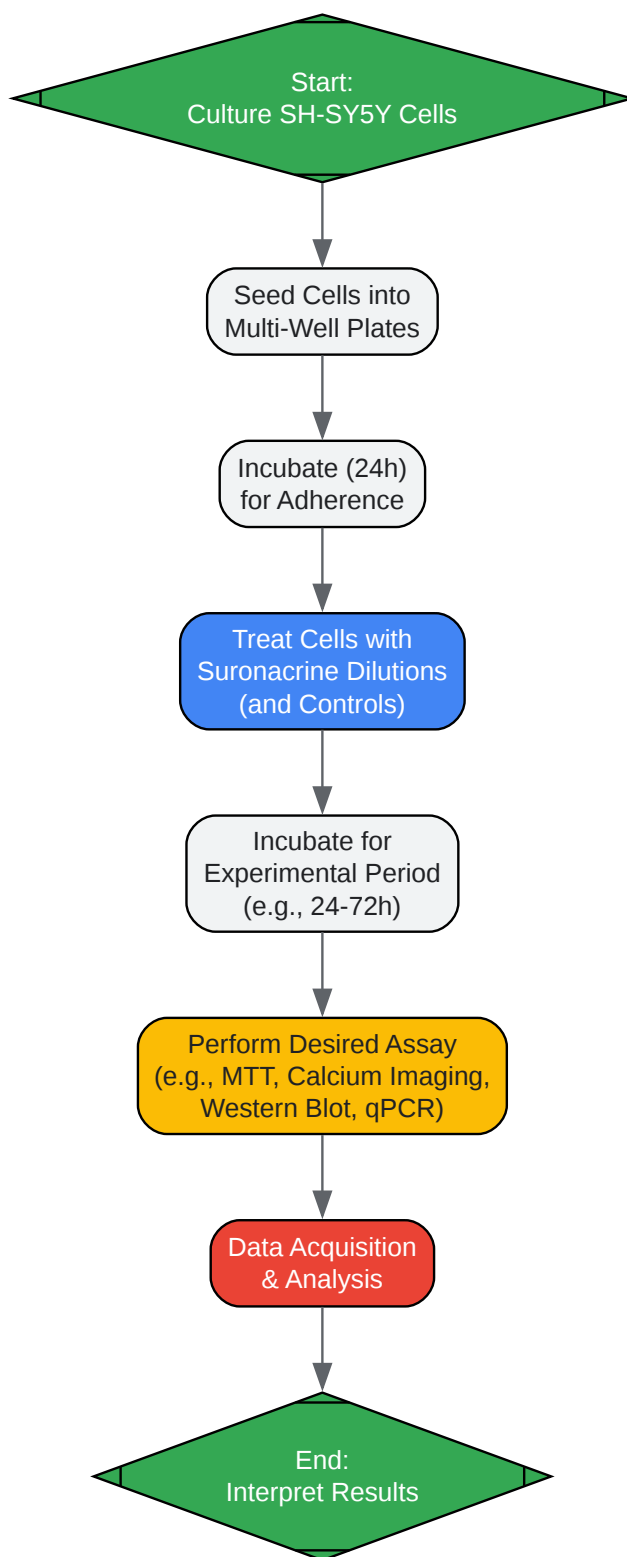 Start:
Culture SH-SY5Y Cells
Seed Cells into
Multi-Well Plates
Incubate (24h)
for Adherence
Treat Cells with
Suronacrine Dilutions
(and Controls)
Incubate for
Experimental Period
(e.g., 24-72h)
Perform Desired Assay
(e.g., MTT, Calcium Imaging,
Western Blot, qPCR)
Data Acquisition
& Analysis
End:
Interpret Results